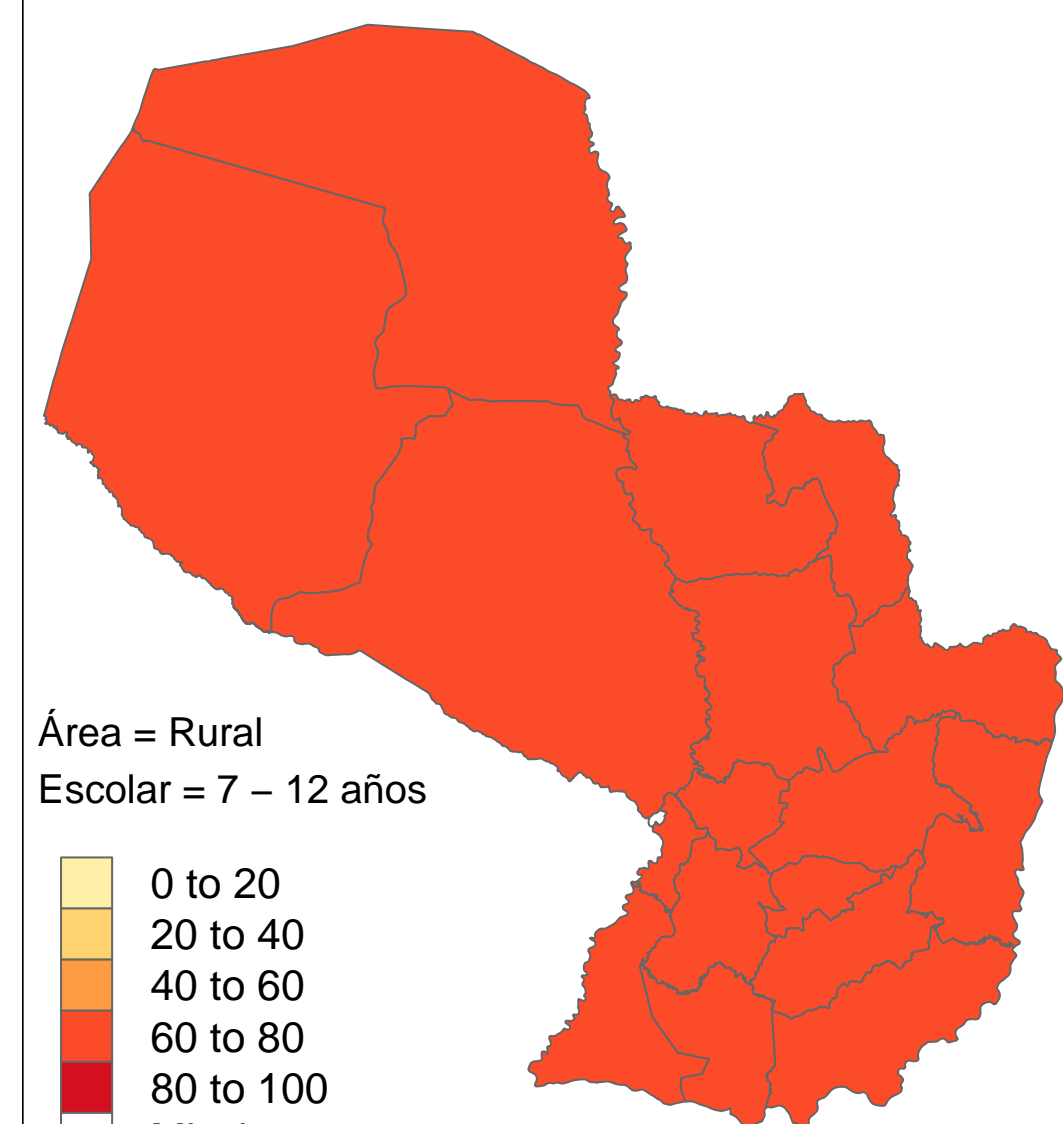 Área = Rural
Escolar = 7 – 12 años
0 to 20
20 to 40
40 to 60
60 to 80
80 to 100